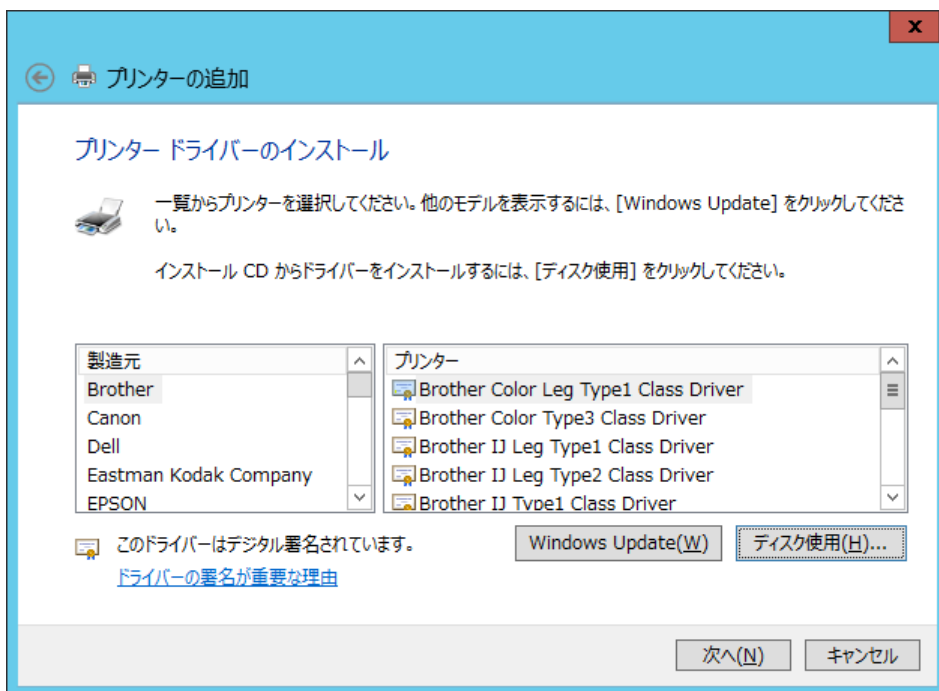 x
プリンターの追加
プリンター ドライバーのインストール
一覧からプリンターを選択してください。他のモデルを表示するには、[Windows Update] をクリックしてくださ
い。
インストール CD からドライバーをインストールするには、[ディスク使用] をクリックしてください。
製造元
Brother
Canon
Dell
Eastman Kodak Company
EPSON
プリンター
Brother Color Leg Type1 Class Driver
Brother Color Type3 Class Driver
Brother IJ Leg Type1 Class Driver
Brother IJ Leg Type2 Class Driver
Brother IJ Type1 Class Driver
このドライバーはデジタル署名されています。
ドライバーの署名が重要な理由
Windows Update(W)
ディスク使用(H)...
次へ(N)
キャンセル